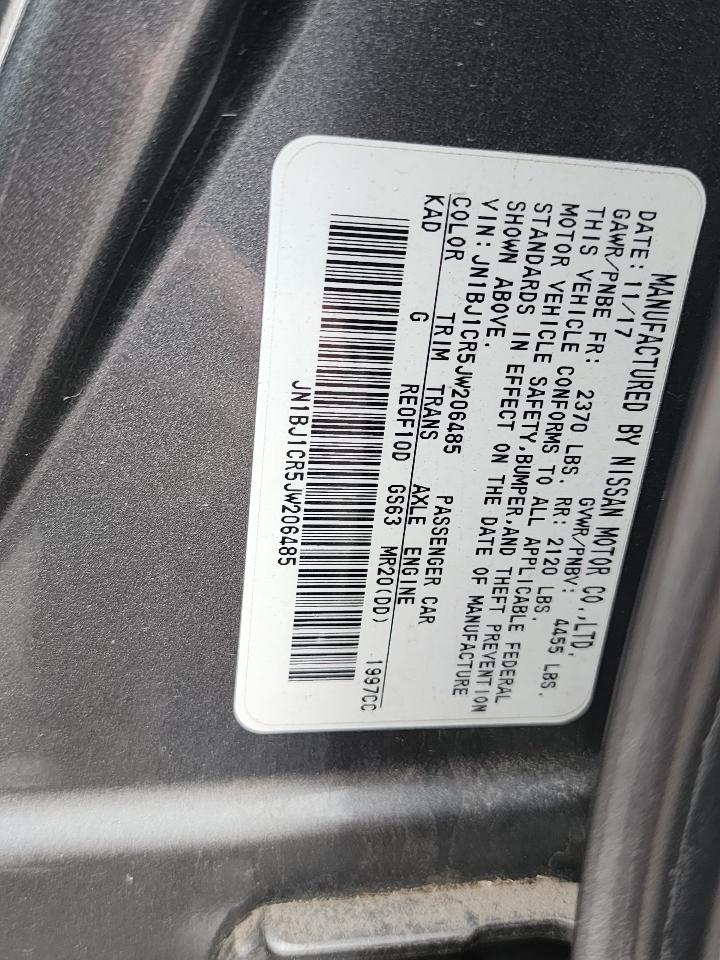 MANUFACTURED BY NISSAN MOTOR CO.,LTD.
DATE: 11/17 GVWR/PNBV: 4455 LBS.
GAWR/PNBE FR: 2370 LBS. RR: 2120 LBS.
THIS VEHICLE CONFORMS TO ALL APPLICABLE FEDERAL
MOTOR VEHICLE SAFETY,BUMPER,AND THEFT PREVENTION
STANDARDS IN EFFECT ON THE DATE OF MANUFACTURE
SHOWN ABOVE.
VIN: JN1BJ1CR5JW206485 PASSENGER CAR
COLOR TRIM TRANS AXLE ENGINE
KAD G RE0F10D GS63 MR20(DD) 1997CC
JN1BJ1CR5JW206485